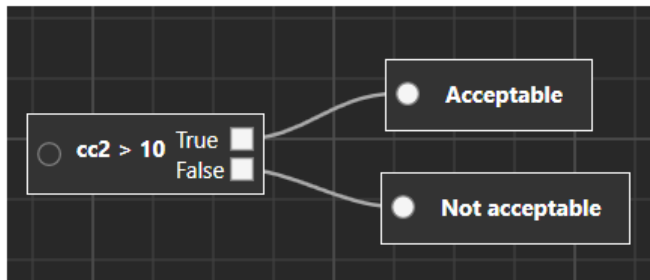 cc2 > 10
True
False
Acceptable
Not acceptable